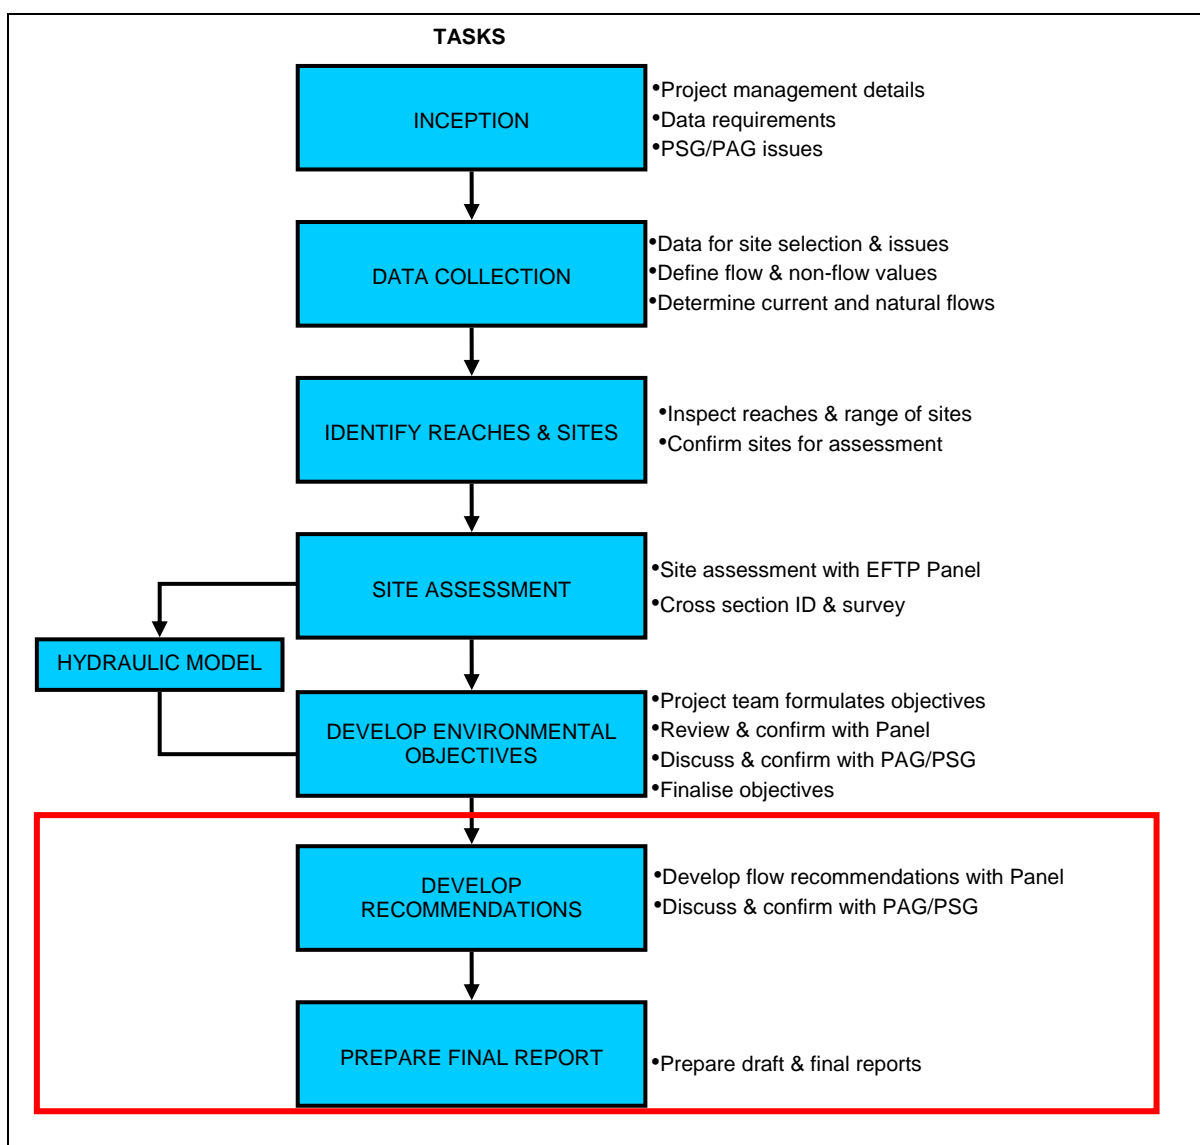 TASKS
INCEPTION
•Project management details
•Data requirements
•PSG/PAG issues
DATA COLLECTION
•Data for site selection & issues
•Define flow & non-flow values
•Determine current and natural flows
IDENTIFY REACHES & SITES
•Inspect reaches & range of sites
•Confirm sites for assessment
SITE ASSESSMENT
•Site assessment with EFTP Panel
•Cross section ID & survey
HYDRAULIC MODEL
DEVELOP ENVIRONMENTAL
OBJECTIVES
•Project team formulates objectives
•Review & confirm with Panel
•Discuss & confirm with PAG/PSG
•Finalise objectives
DEVELOP
RECOMMENDATIONS
•Develop flow recommendations with Panel
•Discuss & confirm with PAG/PSG
PREPARE FINAL REPORT
•Prepare draft & final reports